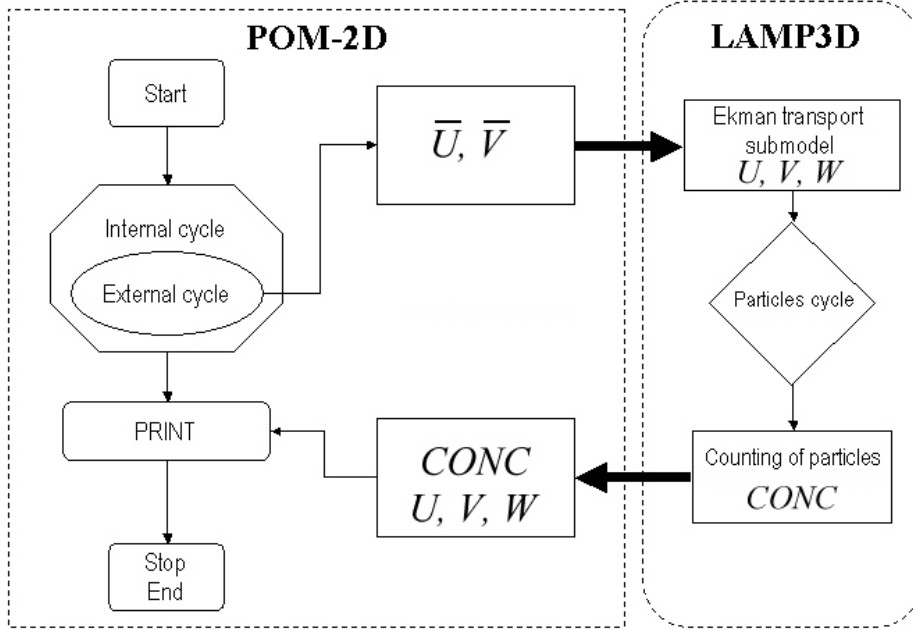 POM-2D
Start
Internal cycle
External cycle
U̅, V̅
PRINT
CONC
U, V, W
Stop
End
LAMP3D
Ekman transport
submodel
U, V, W
Particles cycle
Counting of particles
CONC